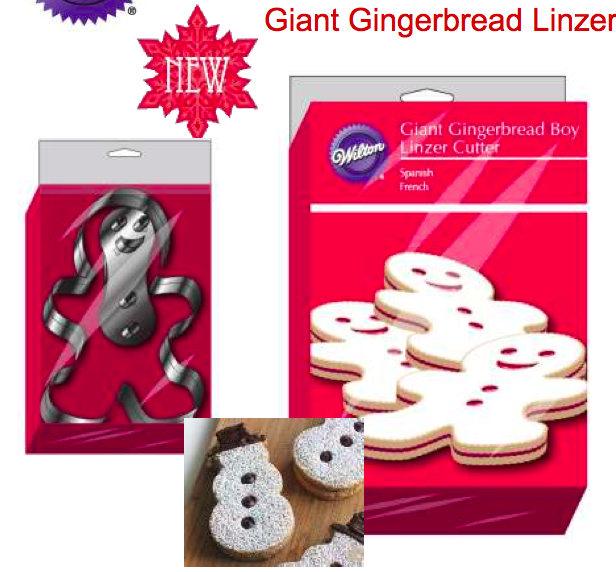 Giant Gingerbread Linzer
®
NEW
Wilton
Giant Gingerbread Boy
Linzer Cutter
Spanish
French